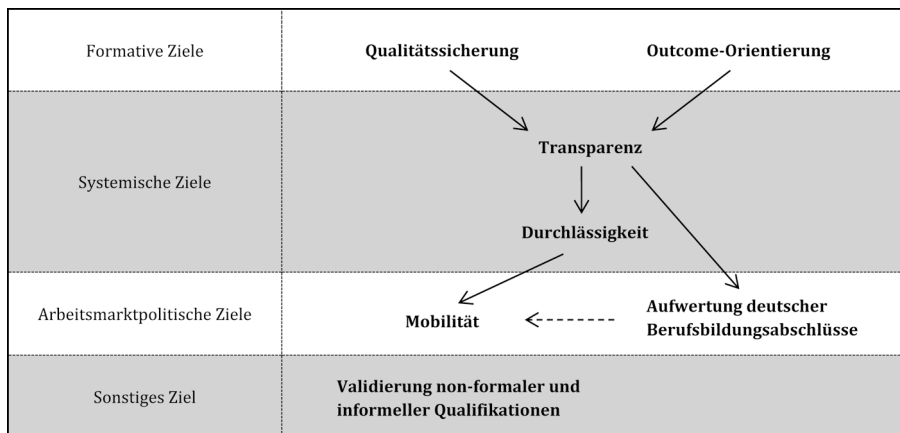 Formative Ziele
Qualitätssicherung
Outcome-Orientierung
Systemische Ziele
Transparenz
Durchlässigkeit
Arbeitsmarktpolitische Ziele
Mobilität
Aufwertung deutscher
Berufsbildungsabschlüsse
Sonstiges Ziel
Validierung non-formaler und
informeller Qualifikationen